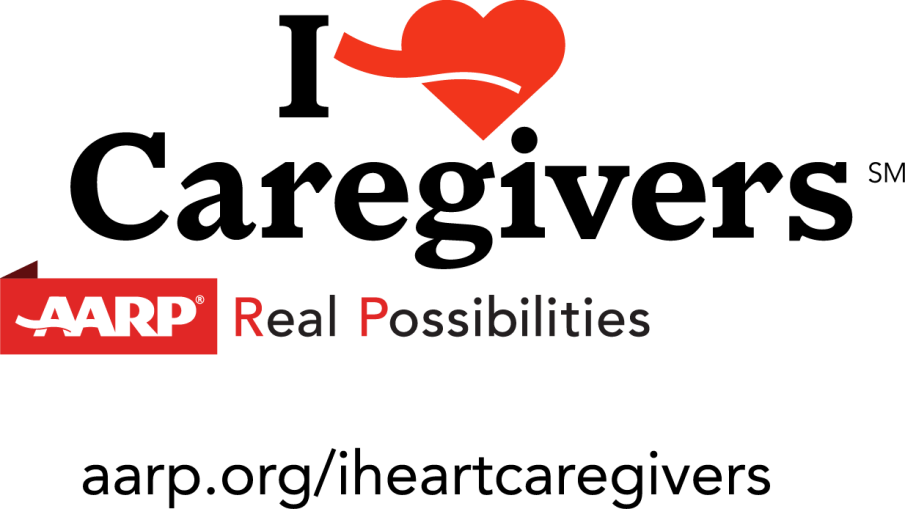 I
Caregivers ℠
AARP® Real Possibilities
aarp.org/iheartcaregivers